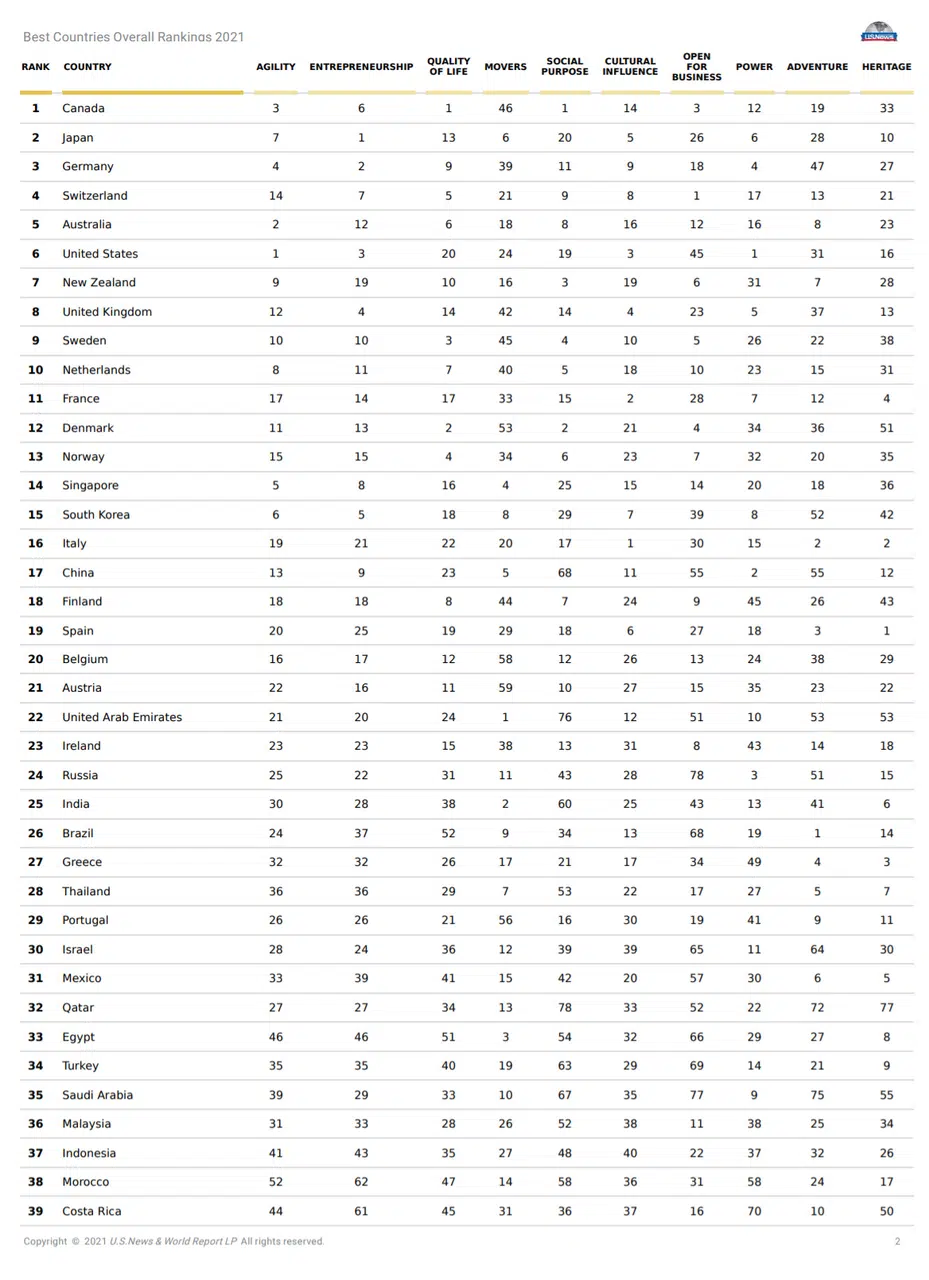 Best Countries Overall Rankings 2021
U.S.News
RANK COUNTRY AGILITY ENTREPRENEURSHIP QUALITY OF LIFE MOVERS SOCIAL PURPOSE CULTURAL INFLUENCE OPEN FOR BUSINESS POWER ADVENTURE HERITAGE
1 Canada 3 6 1 46 1 14 3 12 19 33
2 Japan 7 1 13 6 20 5 26 6 28 10
3 Germany 4 2 9 39 11 9 18 4 47 27
4 Switzerland 14 7 5 21 9 8 1 17 13 21
5 Australia 2 12 6 18 8 16 12 16 8 23
6 United States 1 3 20 24 19 3 45 1 31 16
7 New Zealand 9 19 10 16 3 19 6 31 7 28
8 United Kingdom 12 4 14 42 14 4 23 5 37 13
9 Sweden 10 10 3 45 4 10 5 26 22 38
10 Netherlands 8 11 7 40 5 18 10 23 15 31
11 France 17 14 17 33 15 2 28 7 12 4
12 Denmark 11 13 2 53 2 21 4 34 36 51
13 Norway 15 15 4 34 6 23 7 32 20 35
14 Singapore 5 8 16 4 25 15 14 20 18 36
15 South Korea 6 5 18 8 29 7 39 8 52 42
16 Italy 19 21 22 20 17 1 30 15 2 2
17 China 13 9 23 5 68 11 55 2 55 12
18 Finland 18 18 8 44 7 24 9 45 26 43
19 Spain 20 25 19 29 18 6 27 18 3 1
20 Belgium 16 17 12 58 12 26 13 24 38 29
21 Austria 22 16 11 59 10 27 15 35 23 22
22 United Arab Emirates 21 20 24 1 76 12 51 10 53 53
23 Ireland 23 23 15 38 13 31 8 43 14 18
24 Russia 25 22 31 11 43 28 78 3 51 15
25 India 30 28 38 2 60 25 43 13 41 6
26 Brazil 24 37 52 9 34 13 68 19 1 14
27 Greece 32 32 26 17 21 17 34 49 4 3
28 Thailand 36 36 29 7 53 22 17 27 5 7
29 Portugal 26 26 21 56 16 30 19 41 9 11
30 Israel 28 24 36 12 39 39 65 11 64 30
31 Mexico 33 39 41 15 42 20 57 30 6 5
32 Qatar 27 27 34 13 78 33 52 22 72 77
33 Egypt 46 46 51 3 54 32 66 29 27 8
34 Turkey 35 35 40 19 63 29 69 14 21 9
35 Saudi Arabia 39 29 33 10 67 35 77 9 75 55
36 Malaysia 31 33 28 26 52 38 11 38 25 34
37 Indonesia 41 43 35 27 48 40 22 37 32 26
38 Morocco 52 62 47 14 58 36 31 58 24 17
39 Costa Rica 44 61 45 31 36 37 16 70 10 50
Copyright © 2021 U.S.News & World Report LP All rights reserved. 2